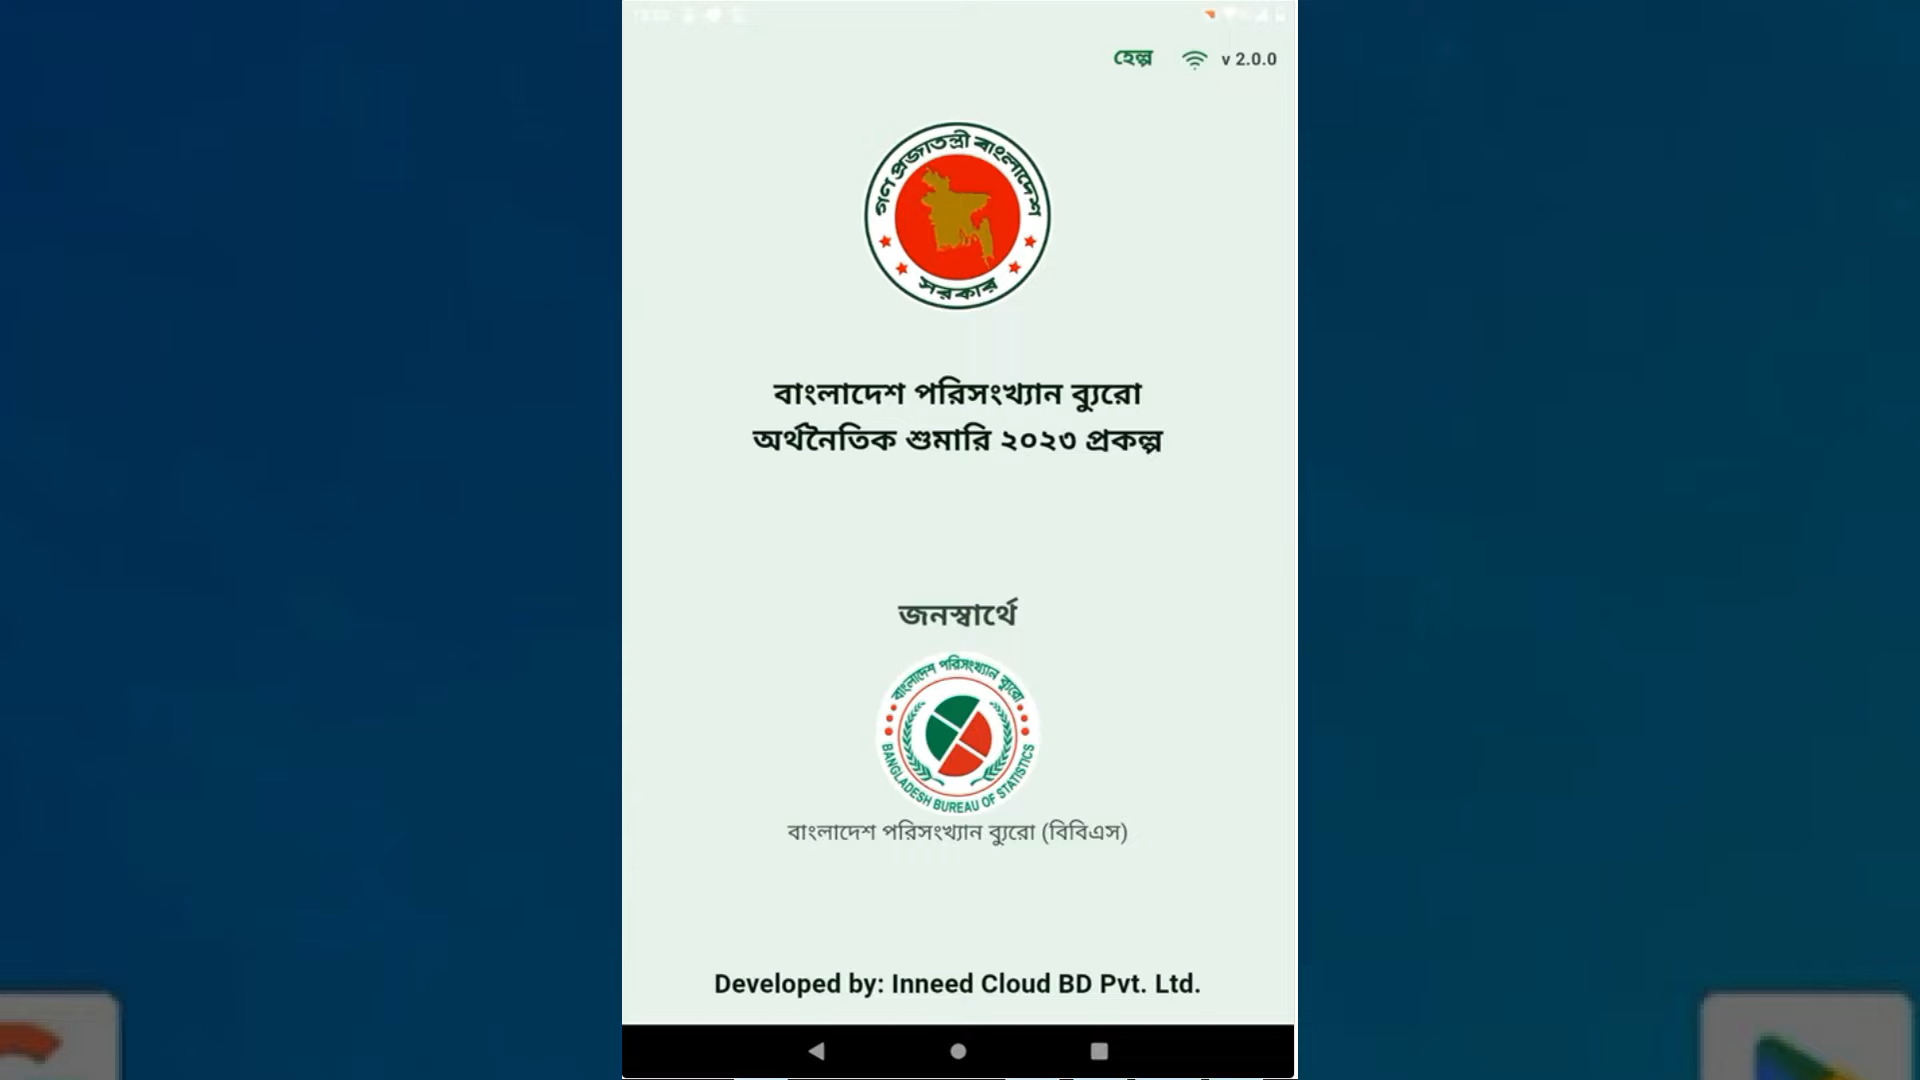 হেল্প v 2.0.0
গণপ্রজাতন্ত্রী বাংলাদেশ
সরকার
বাংলাদেশ পরিসংখ্যান ব্যুরো
অর্থনৈতিক শুমারি ২০২৩ প্রকল্প
জনস্বার্থে
বাংলাদেশ পরিসংখ্যান ব্যুরো
BANGLADESH BUREAU OF STATISTICS
বাংলাদেশ পরিসংখ্যান ব্যুরো (বিবিএস)
Developed by: Inneed Cloud BD Pvt. Ltd.